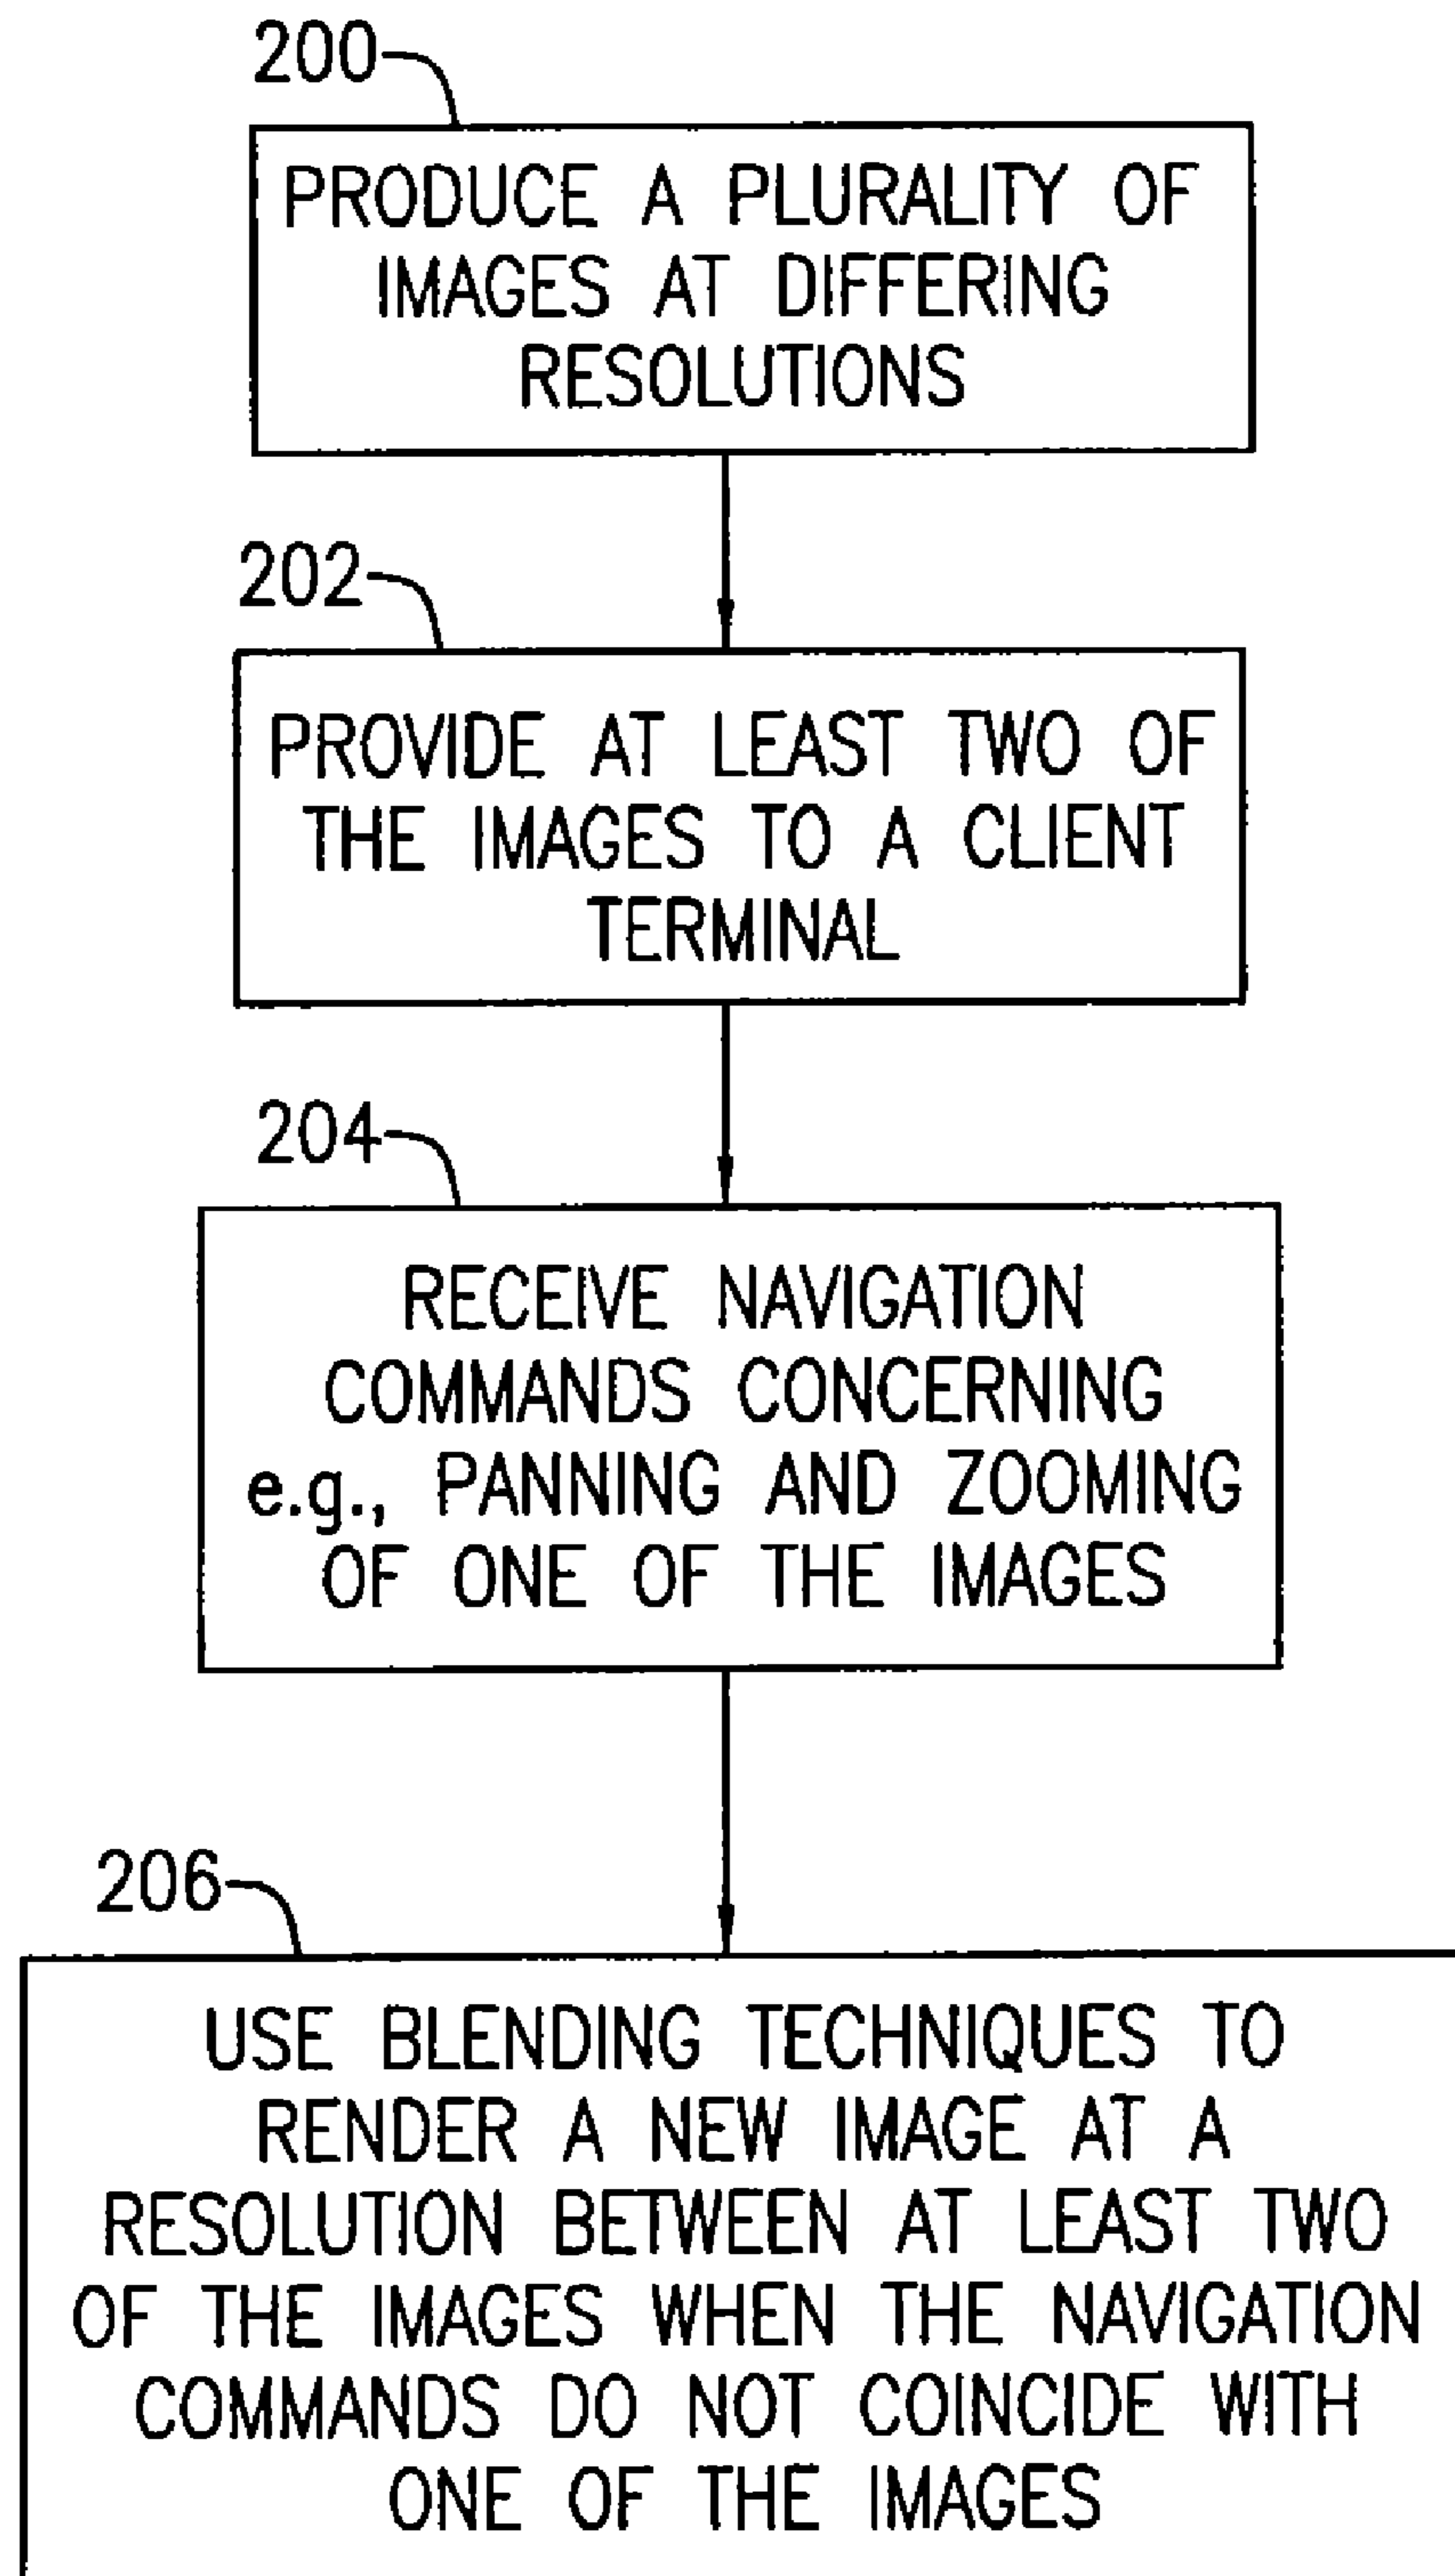 200
PRODUCE A PLURALITY OF
IMAGES AT DIFFERING
RESOLUTIONS
202
PROVIDE AT LEAST TWO OF
THE IMAGES TO A CLIENT
TERMINAL
204
RECEIVE NAVIGATION
COMMANDS CONCERNING
e.g., PANNING AND ZOOMING
OF ONE OF THE IMAGES
206
USE BLENDING TECHNIQUES TO
RENDER A NEW IMAGE AT A
RESOLUTION BETWEEN AT LEAST TWO
OF THE IMAGES WHEN THE NAVIGATION
COMMANDS DO NOT COINCIDE WITH
ONE OF THE IMAGES